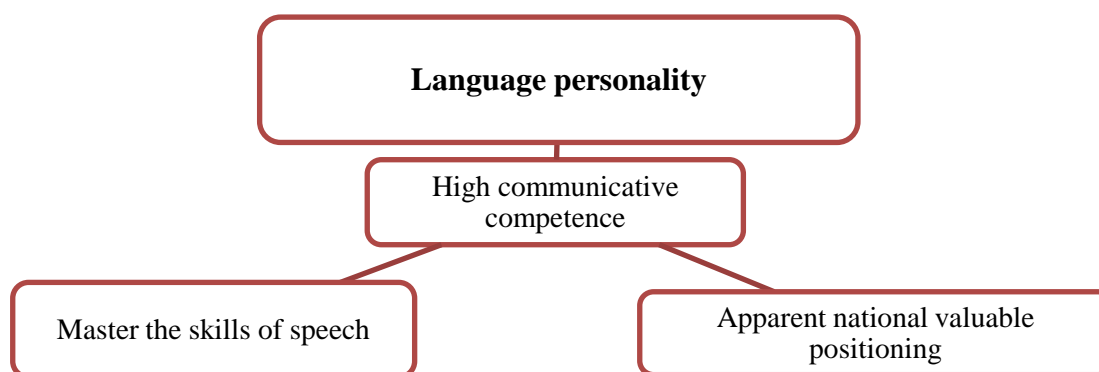 Language personality
High communicative
competence
Master the skills of speech
Apparent national valuable
positioning